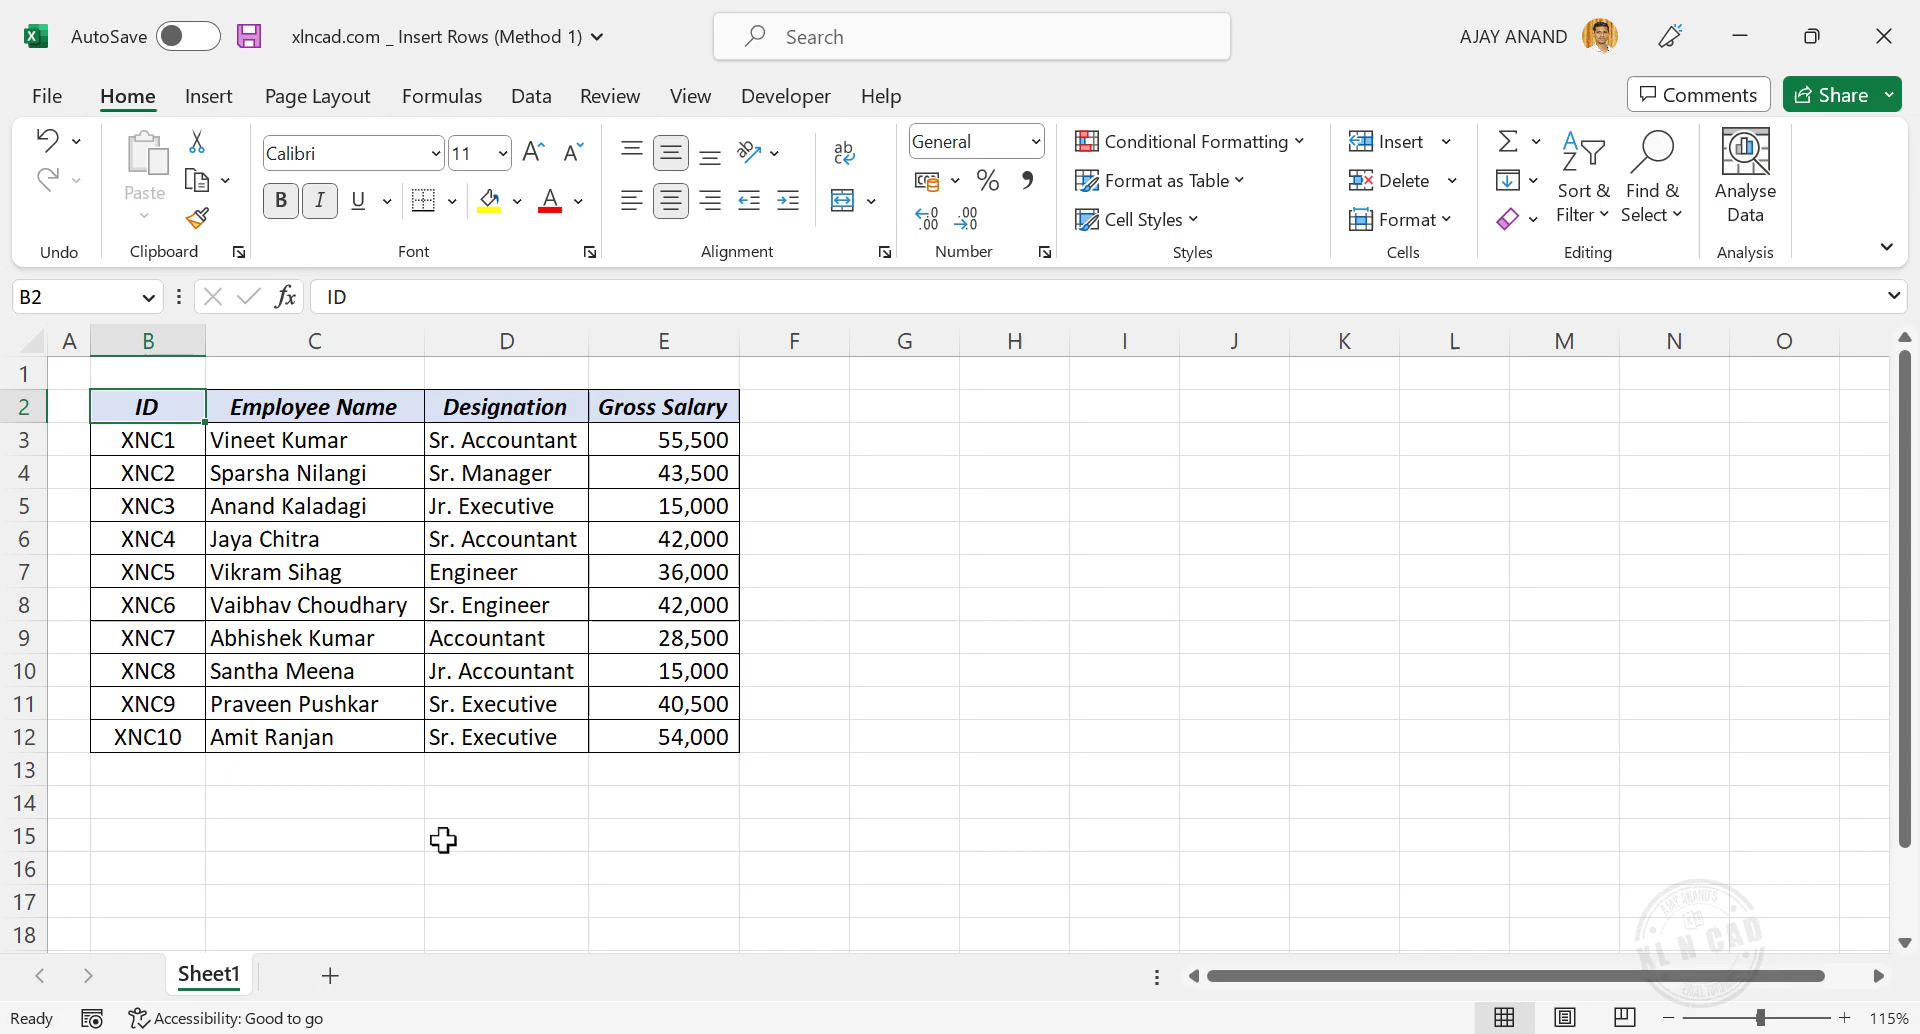 AutoSave xlncad.com _ Insert Rows (Method 1) Search AJAY ANAND
File Home Insert Page Layout Formulas Data Review View Developer Help Comments Share
Paste
Calibri 11
B I U
ab
General
% ,
Conditional Formatting
Format as Table
Cell Styles
Insert
Delete
Format
Sort & Filter
Find & Select
Analyse Data
Undo Clipboard Font Alignment Number Styles Cells Editing Analysis
B2 fx ID
A B C D E F G H I J K L M N O
1
2 ID Employee Name Designation Gross Salary
3 XNC1 Vineet Kumar Sr. Accountant 55,500
4 XNC2 Sparsha Nilangi Sr. Manager 43,500
5 XNC3 Anand Kaladagi Jr. Executive 15,000
6 XNC4 Jaya Chitra Sr. Accountant 42,000
7 XNC5 Vikram Sihag Engineer 36,000
8 XNC6 Vaibhav Choudhary Sr. Engineer 42,000
9 XNC7 Abhishek Kumar Accountant 28,500
10 XNC8 Santha Meena Jr. Accountant 15,000
11 XNC9 Praveen Pushkar Sr. Executive 40,500
12 XNC10 Amit Ranjan Sr. Executive 54,000
13
14
15
16
17
18
AJAY ANAND'S
XL N CAD
Sheet1
Ready Accessibility: Good to go 115%